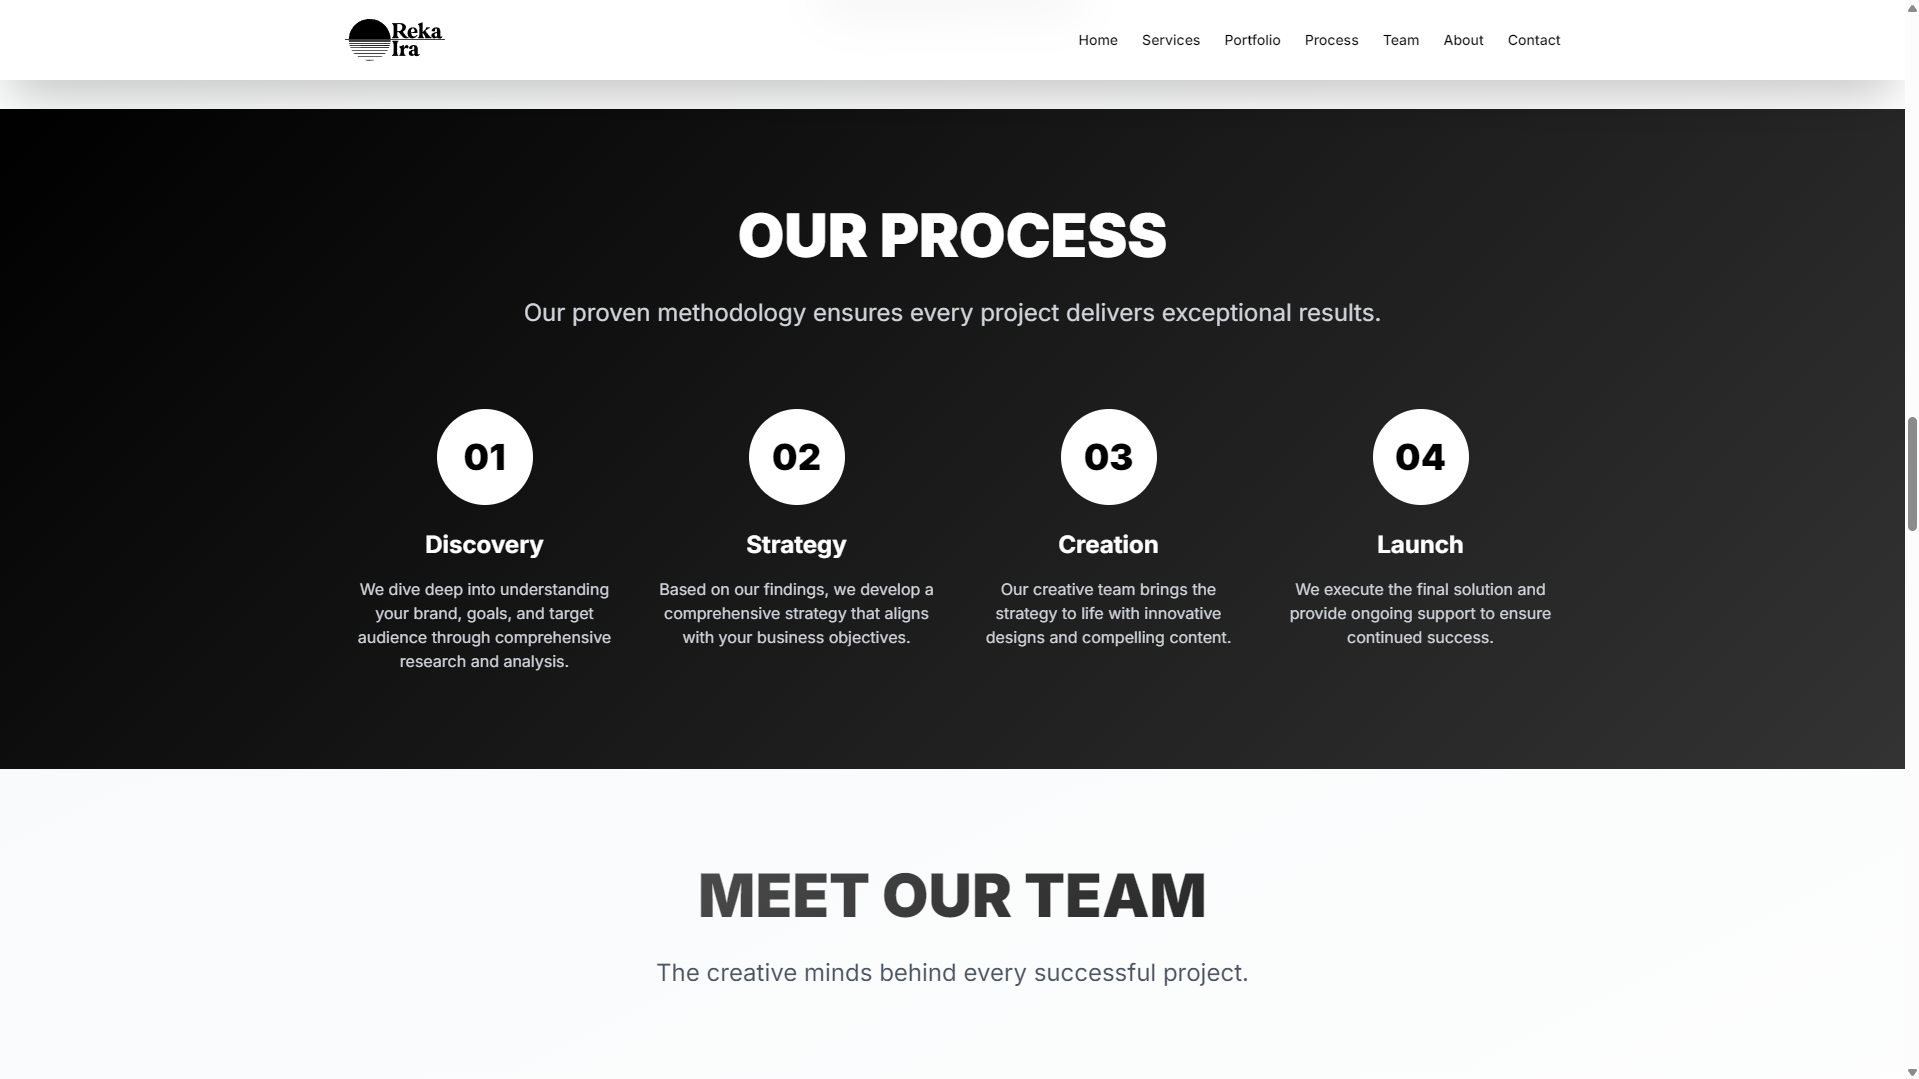 Reka
Ira
Home Services Portfolio Process Team About Contact
OUR PROCESS
Our proven methodology ensures every project delivers exceptional results.
01
Discovery
We dive deep into understanding
your brand, goals, and target
audience through comprehensive
research and analysis.
02
Strategy
Based on our findings, we develop a
comprehensive strategy that aligns
with your business objectives.
03
Creation
Our creative team brings the
strategy to life with innovative
designs and compelling content.
04
Launch
We execute the final solution and
provide ongoing support to ensure
continued success.
MEET OUR TEAM
The creative minds behind every successful project.